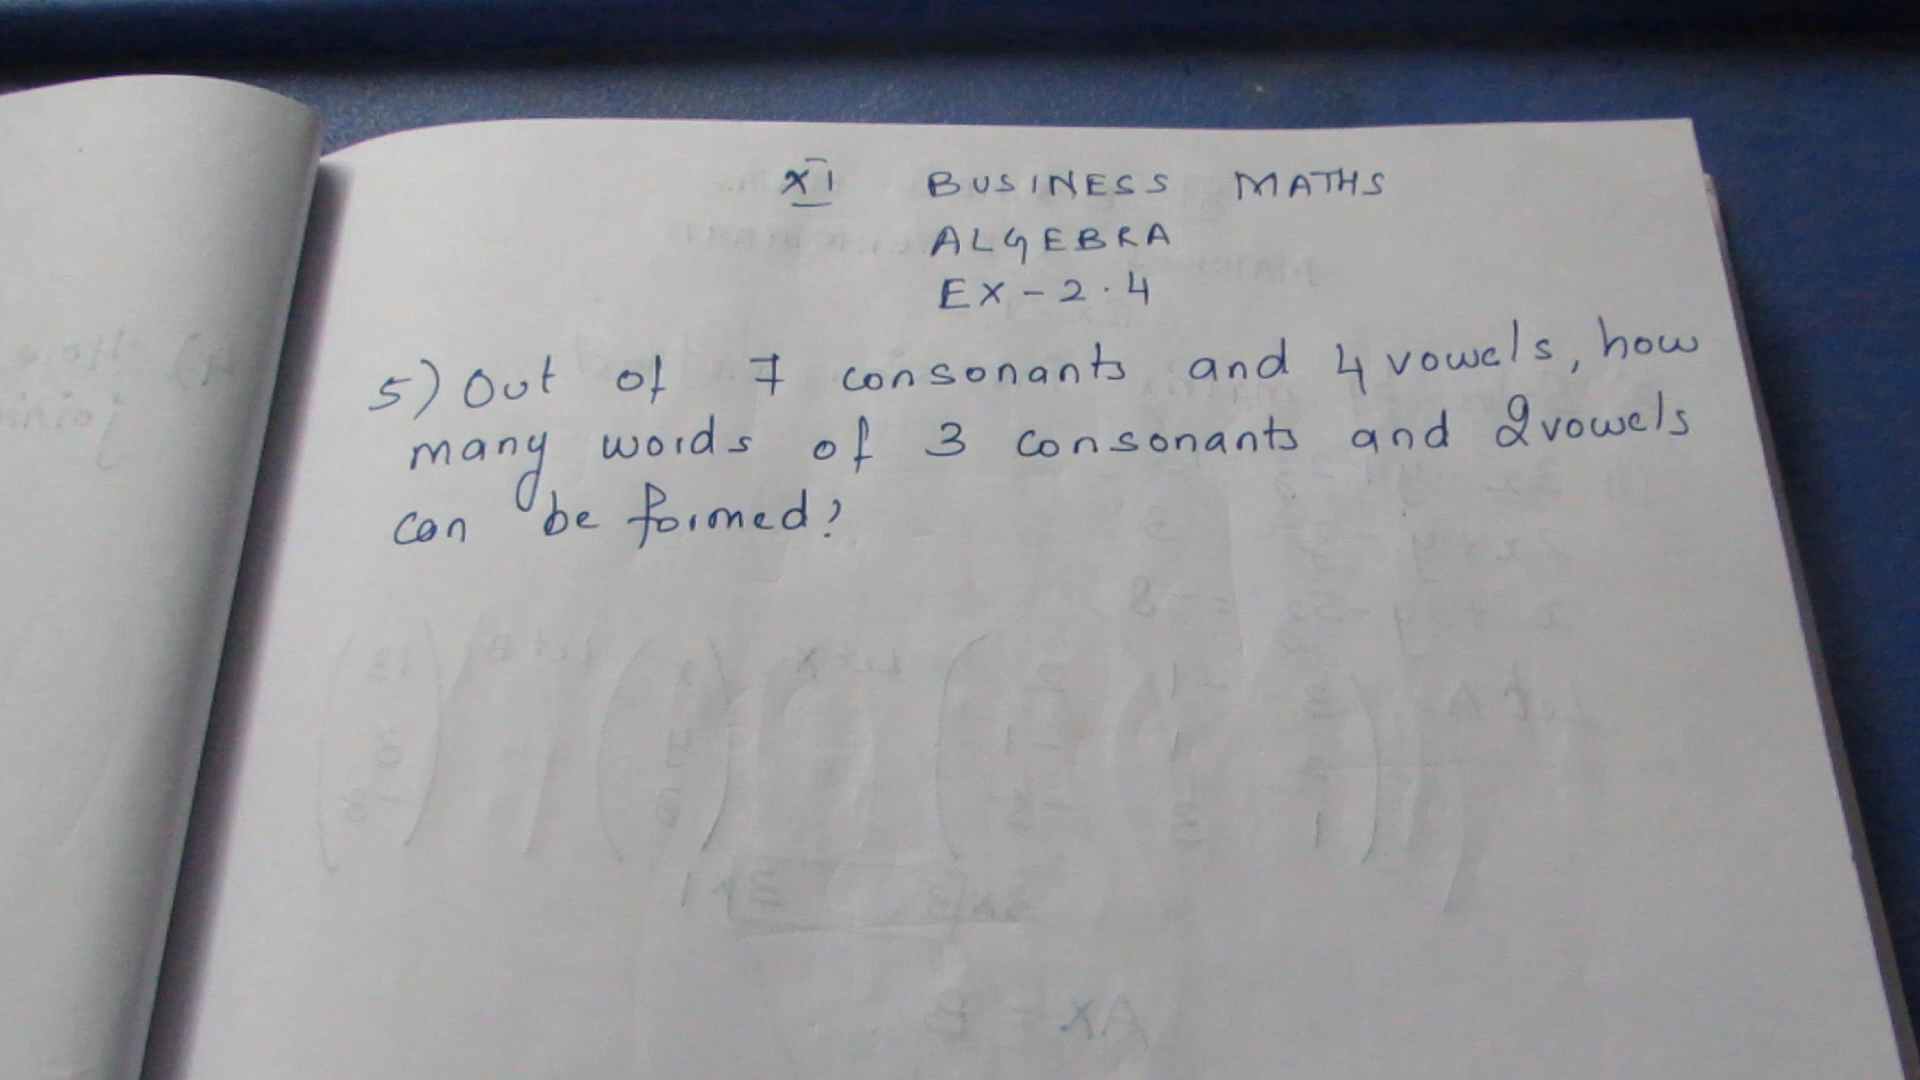 XI BUSINESS MATHS
ALGEBRA
EX-2.4
5) Out of 7 consonants and 4 vowels, how
many words of 3 consonants and 2 vowels
can be formed?